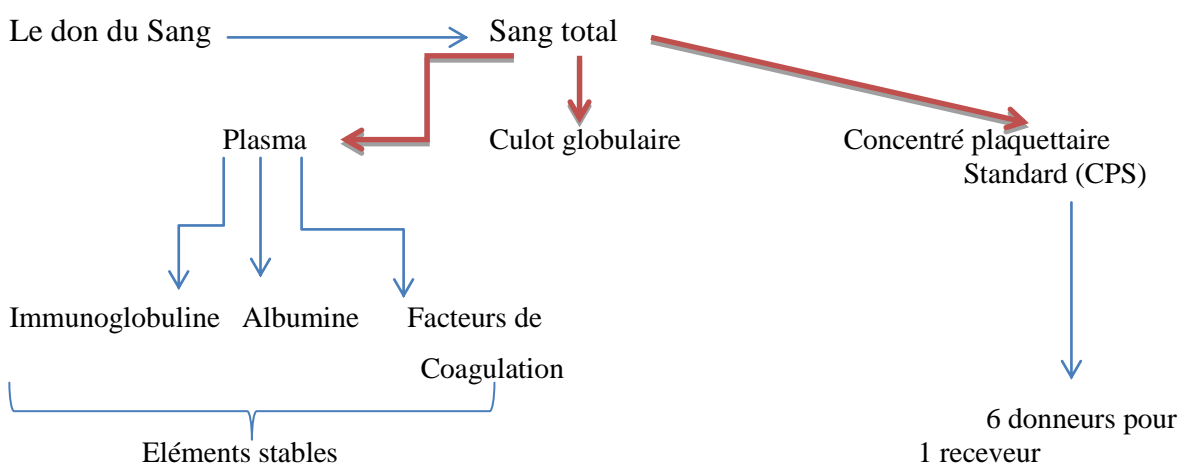 Le don du Sang Sang total
Plasma Culot globulaire Concentré plaquettaire
Standard (CPS)
Immunoglobuline Albumine Facteurs de
Coagulation
6 donneurs pour
Eléments stables 1 receveur